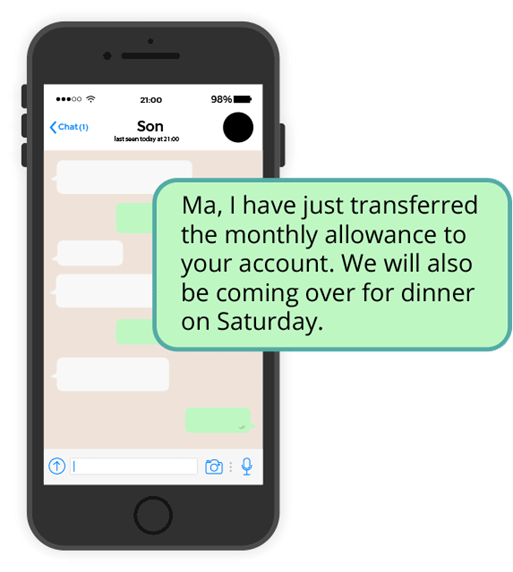 21:00
98%
Chat(1)
Son
last seen today at 21:00
Ma, I have just transferred
the monthly allowance to
your account. We will also
be coming over for dinner
on Saturday.